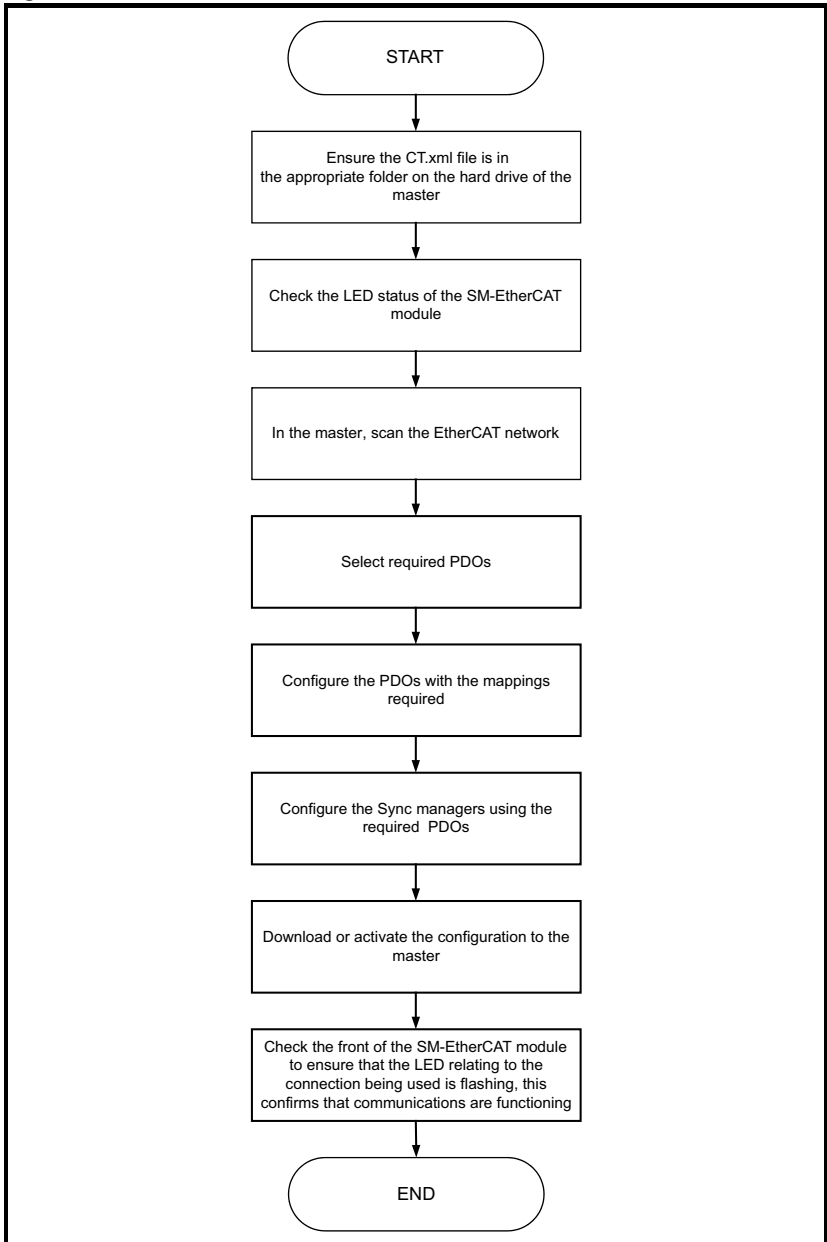 START
Ensure the CT.xml file is in
the appropriate folder on the hard drive of the
master
Check the LED status of the SM-EtherCAT
module
In the master, scan the EtherCAT network
Select required PDOs
Configure the PDOs with the mappings
required
Configure the Sync managers using the
required PDOs
Download or activate the configuration to the
master
Check the front of the SM-EtherCAT module
to ensure that the LED relating to the
connection being used is flashing, this
confirms that communications are functioning
END